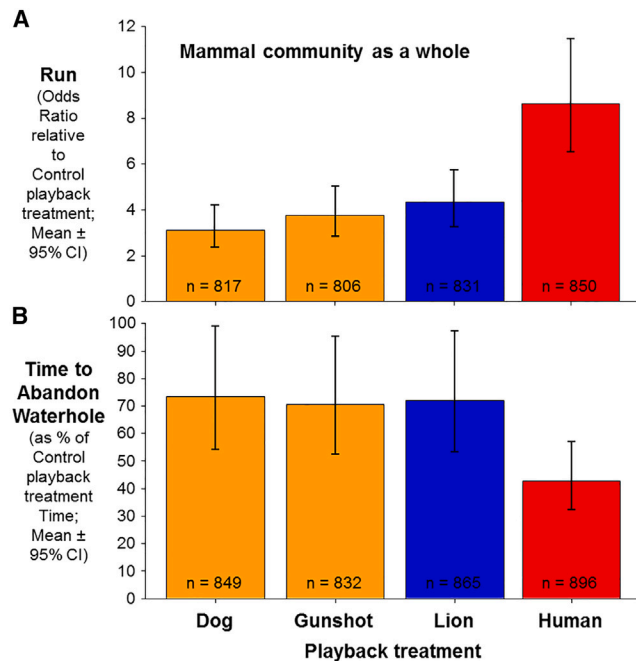 A
Mammal community as a whole
Run
(Odds
Ratio
relative
to
Control
playback
treatment;
Mean ±
95% CI)
12
10
8
6
4
2
0
n = 817
n = 806
n = 831
n = 850
B
Time to
Abandon
Waterhole
(as % of
Control
playback
treatment
Time;
Mean ±
95% CI)
100
90
80
70
60
50
40
30
20
10
0
n = 849
n = 832
n = 865
n = 896
Dog
Gunshot
Lion
Human
Playback treatment